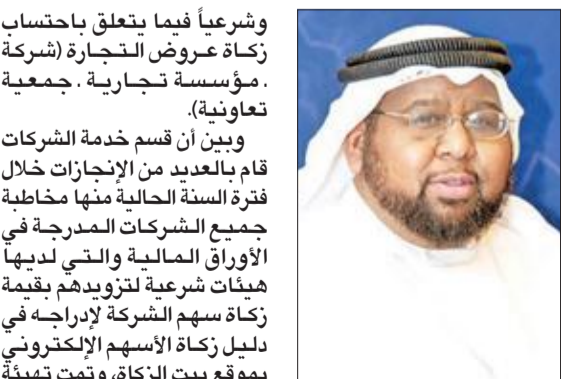 وشرعياً فيما يتعلق باحتساب
زكاة عروض التجارة (شركة
، مؤسسة تجارية ، جمعية
تعاونية).
وبين أن قسم خدمة الشركات
قام بالعديد من الإنجازات خلال
فترة السنة الحالية منها مخاطبة
جميع الشركات المدرجة في
الأوراق المالية والتي لديها
هيئات شرعية لتزويدهم بقيمة
زكاة سهم الشركة لإدراجه في
دليل زكاة الأسهم الإلكتروني
بموقع بيت الزكاة، وتمت تهيئة